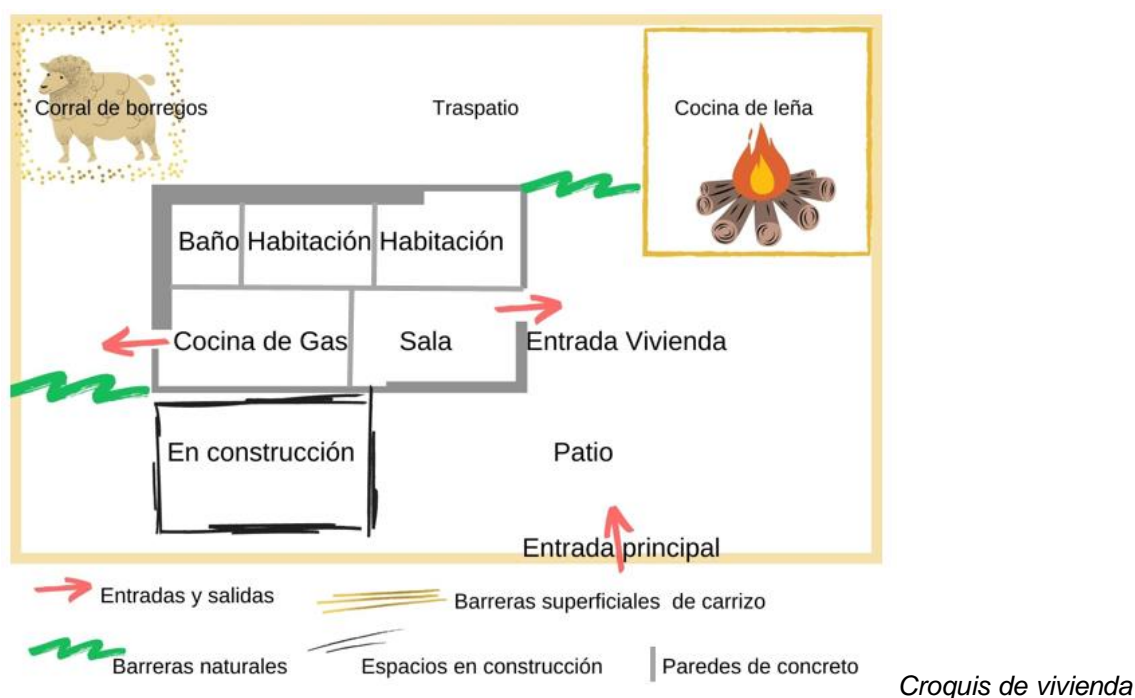 Corral de borregos
Traspatio
Cocina de leña
Baño
Habitación
Habitación
Cocina de Gas
Sala
Entrada Vivienda
En construcción
Patio
Entrada principal
Entradas y salidas
Barreras superficiales de carrizo
Barreras naturales
Espacios en construcción
Paredes de concreto
Croquis de vivienda